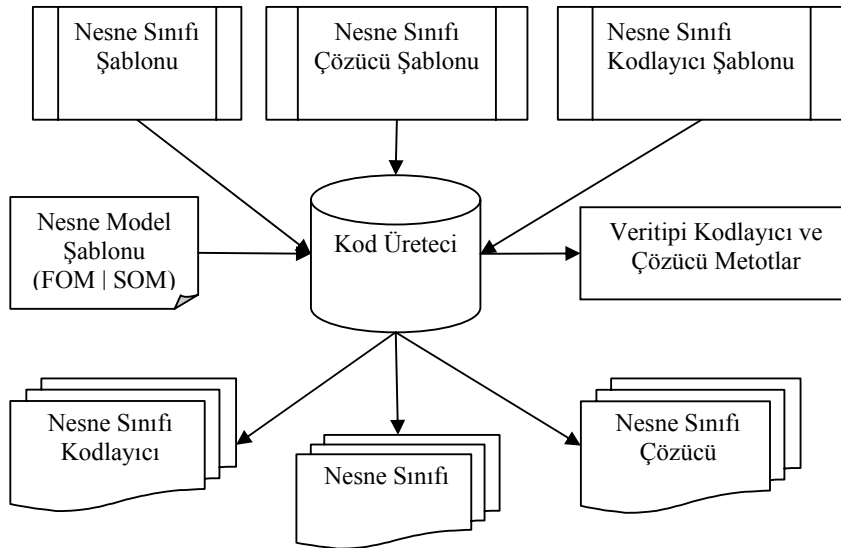 Nesne Sınıfı
Şablonu
Nesne Sınıfı
Çözücü Şablonu
Nesne Sınıfı
Kodlayıcı Şablonu
Nesne Model
Şablonu
(FOM | SOM)
Kod Üreteci
Veritipi Kodlayıcı ve
Çözücü Metotlar
Nesne Sınıfı
Kodlayıcı
Nesne Sınıfı
Nesne Sınıfı
Çözücü